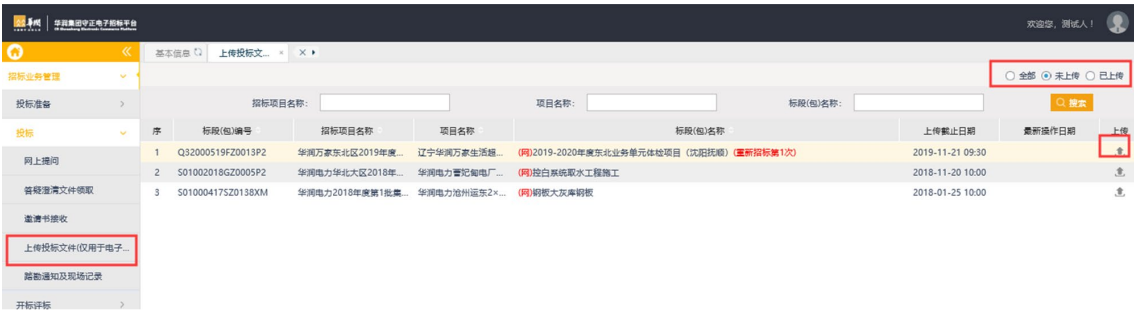 华润集团守正电子招标平台
欢迎您，测试人！
基本信息
上传投标文...
招标业务管理
全部 未上传 已上传
投标准备
招标项目名称：
项目名称：
标段(包)名称：
搜索
投标
序 标段(包)编号 招标项目名称 项目名称 标段(包)名称 上传截止日期 最新操作日期 上传
1 Q32000519FZ0013P2 华润万家东北区2019年度... 辽宁华润万家生活超... (网)2019-2020年度东北业务单元体检项目（沈阳抚顺）(重新招标第1次) 2019-11-21 09:30
网上提问
2 S01002018GZ0005P2 华润电力华北大区2018年... 华润电力曹妃甸电厂... (网)控白系统取水工程施工 2018-11-20 10:00
答疑澄清文件领取
3 S01000417SZ0138XM 华润电力2018年度第1批集... 华润电力沧州运东2×... (网)钢板大灰库钢板 2018-01-25 10:00
邀请书接收
上传投标文件(仅用于电子...
踏勘通知及现场记录
开标评标